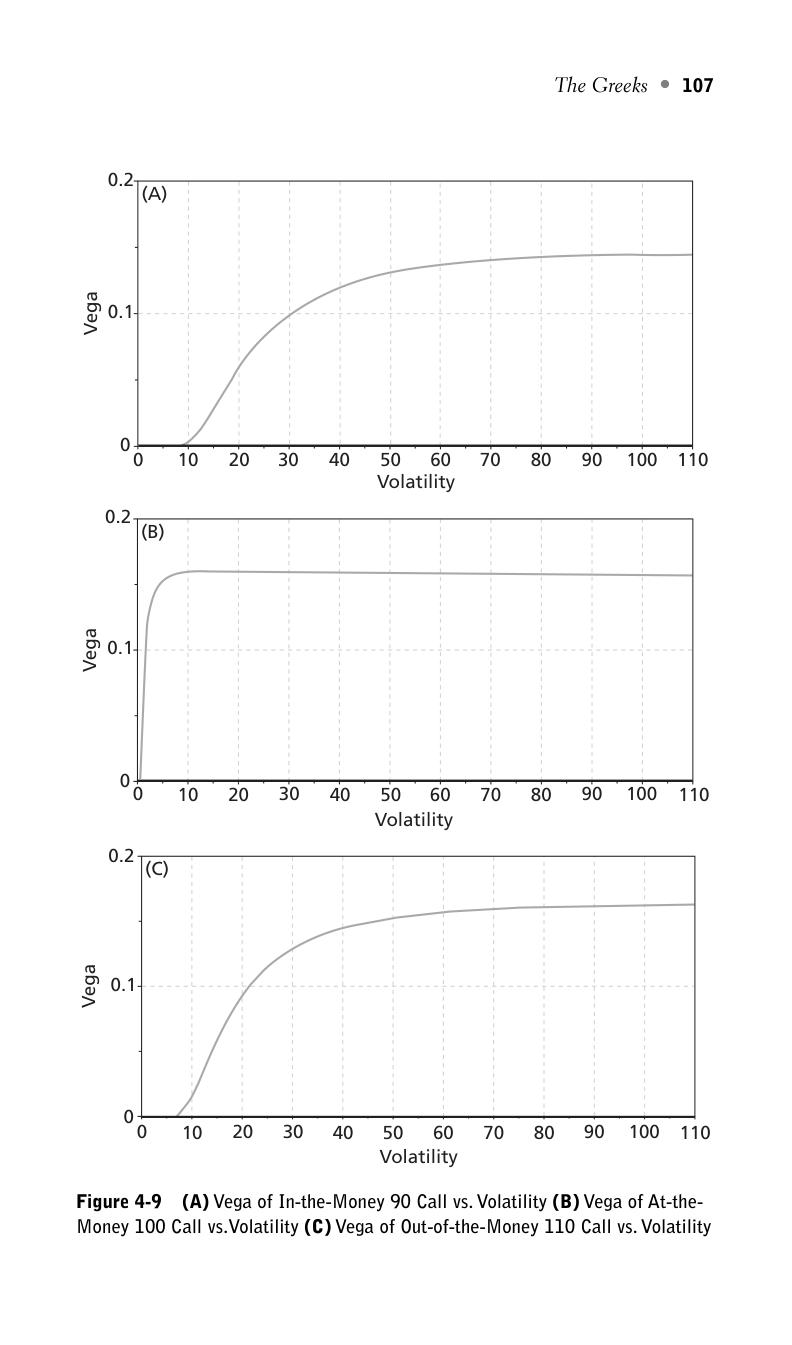 The Greeks • 107
0.2
(A)
Vega
0.1
0
0 10 20 30 40 50 60 70 80 90 100 110
Volatility
0.2
(B)
Vega
0.1
0
0 10 20 30 40 50 60 70 80 90 100 110
Volatility
0.2
(C)
Vega
0.1
0
0 10 20 30 40 50 60 70 80 90 100 110
Volatility
Figure 4-9 (A) Vega of In-the-Money 90 Call vs. Volatility (B) Vega of At-the-
Money 100 Call vs.Volatility (C) Vega of Out-of-the-Money 110 Call vs. Volatility